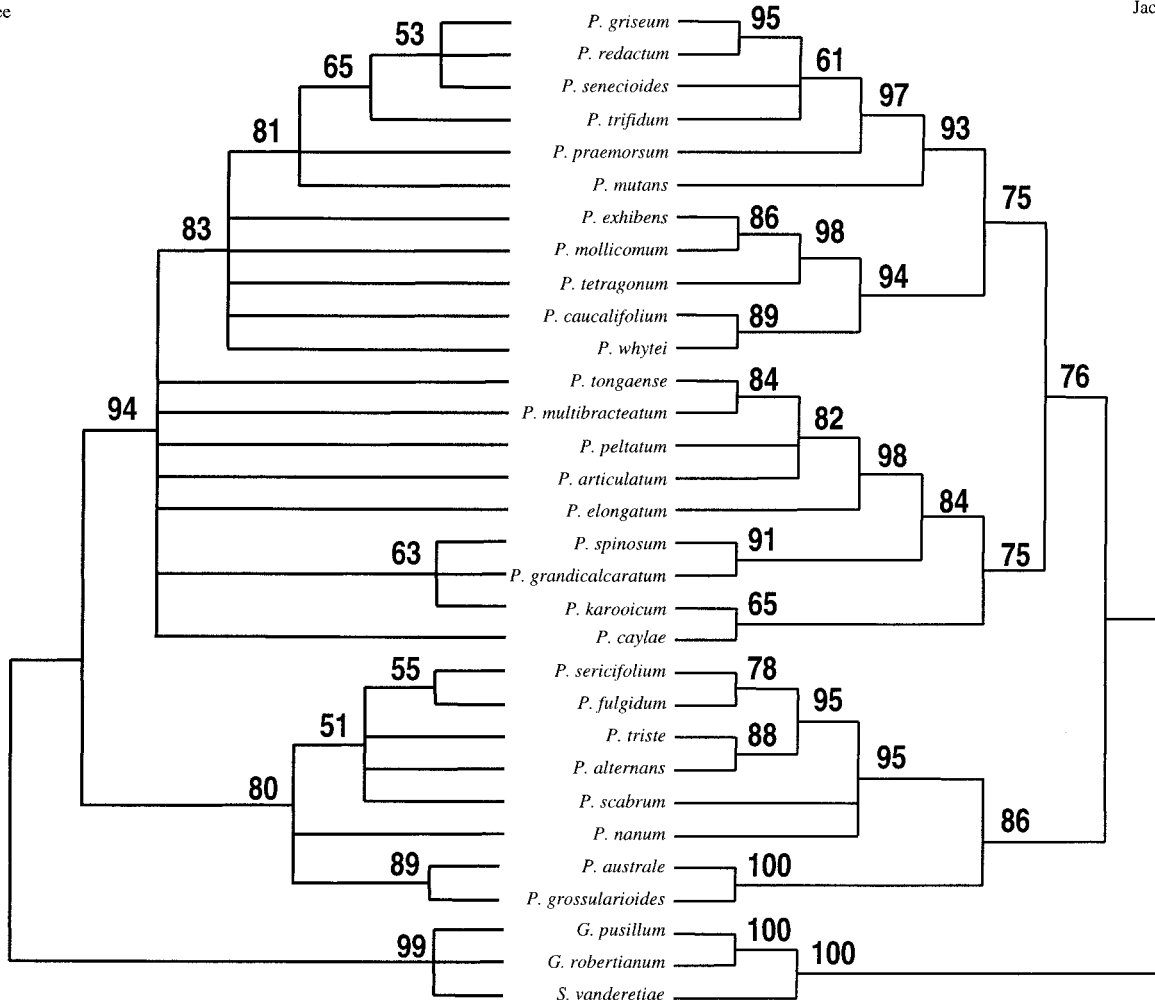 ee
Jac
53
P. griseum
95
P. redactum
65
P. senecioides
61
P. trifidum
97
81
P. praemorsum
93
P. mutans
75
83
P. exhibens
86
P. mollicomum
98
P. tetragonum
94
P. caucalifolium
89
P. whytei
76
94
P. tongaense
84
P. multibracteatum
82
P. peltatum
98
P. articulatum
84
P. elongatum
63
P. spinosum
91
75
P. grandicalcaratum
P. karooicum
65
P. caylae
55
P. sericifolium
78
P. fulgidum
95
51
P. triste
88
95
P. alternans
80
P. scabrum
86
P. nanum
89
P. australe
100
P. grossularioides
G. pusillum
100
99
G. robertianum
100
S. vanderetiae